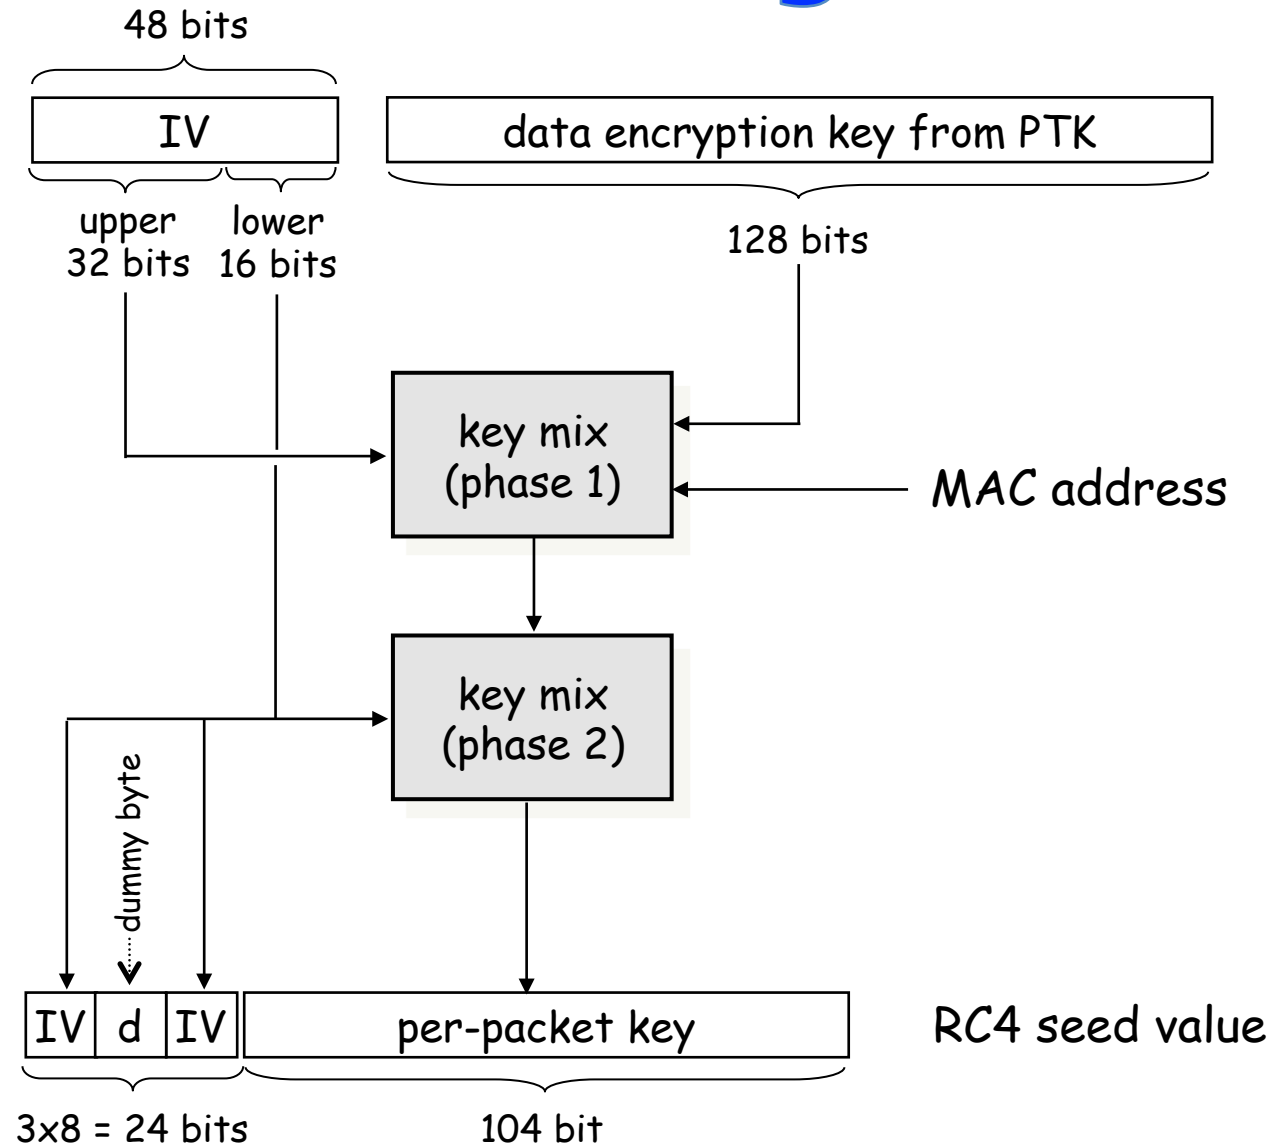 48 bits
IV
data encryption key from PTK
upper
32 bits
lower
16 bits
128 bits
key mix
(phase 1)
MAC address
key mix
(phase 2)
dummy byte
IV
d
IV
per-packet key
RC4 seed value
3x8 = 24 bits
104 bit